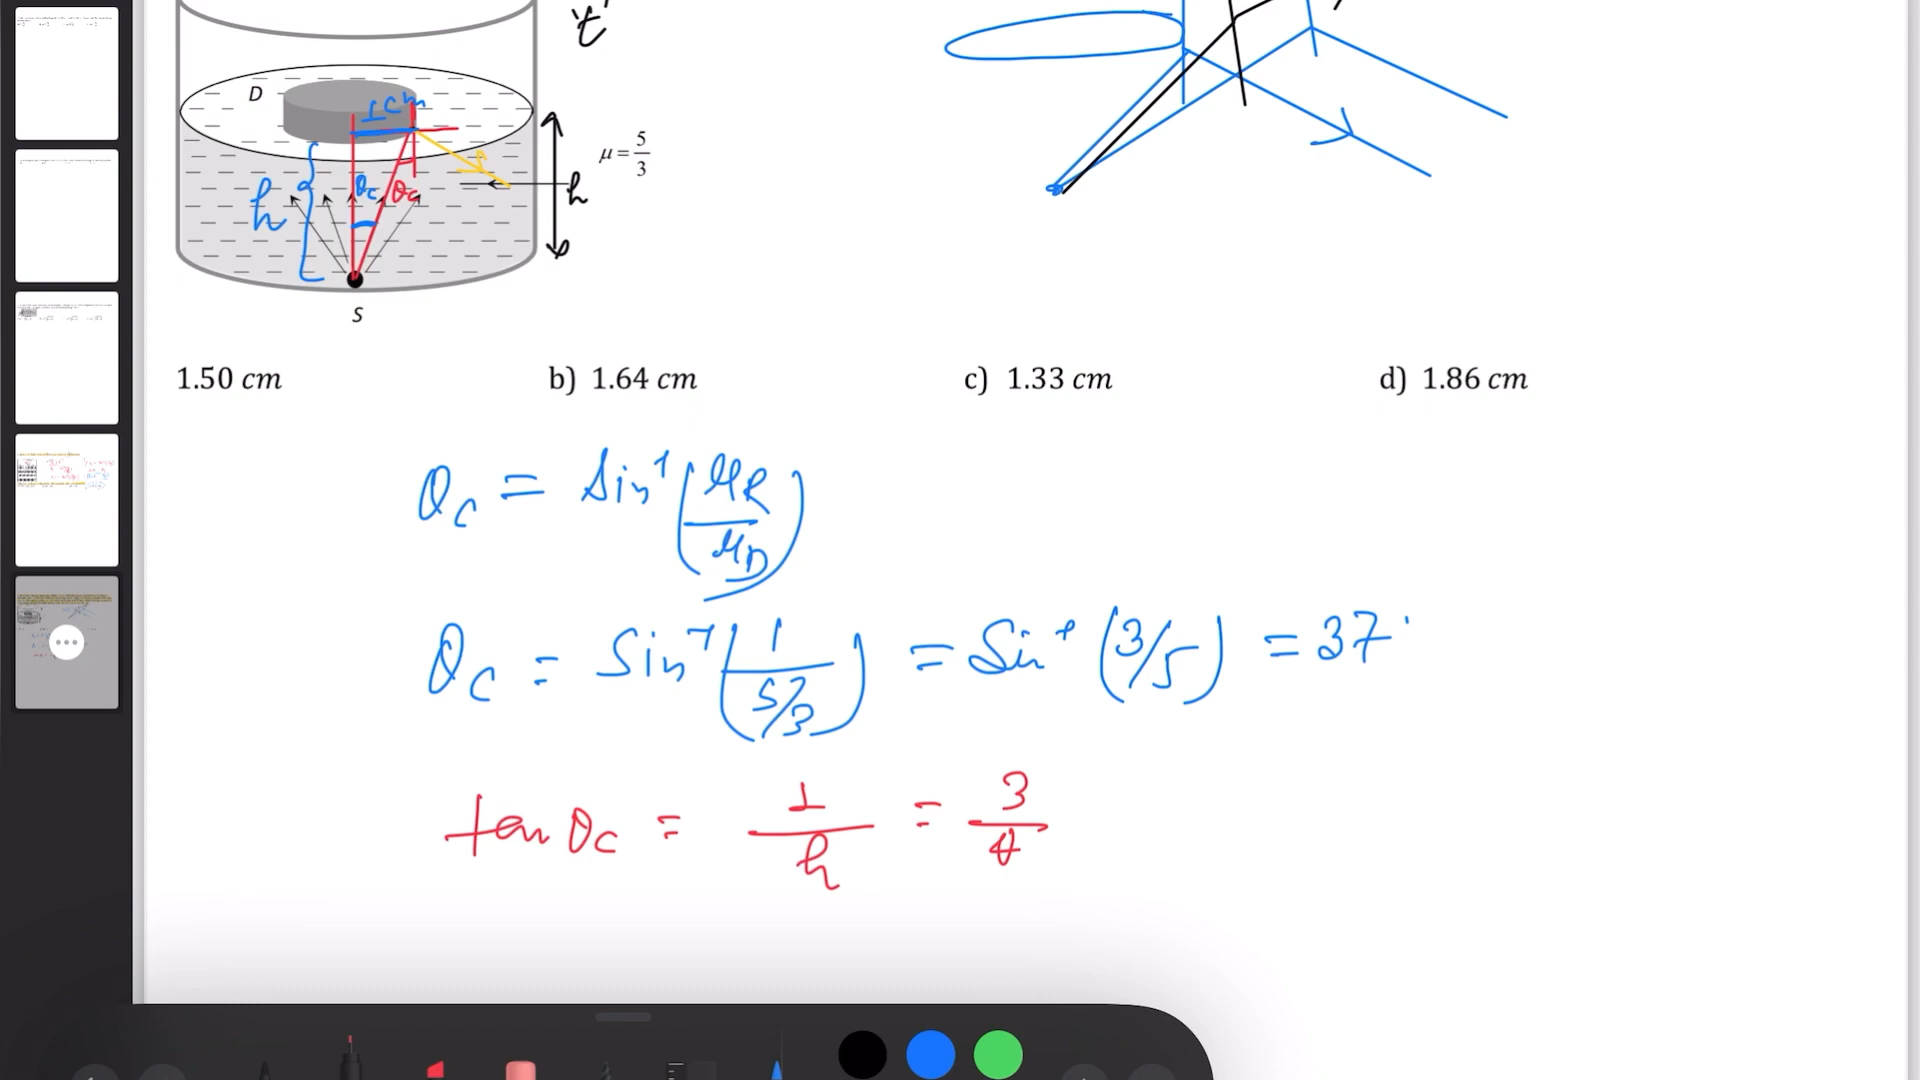 't'
D
1cm
μ = 5/3
h
θc
θc
h
S
1.50 cm
b) 1.64 cm
c) 1.33 cm
d) 1.86 cm
θc = Sin⁻¹(μR/μD)
θc = Sin⁻¹(1/(5/3)) = Sin⁻¹(3/5) = 37°
tan θc = 1/h = 3/4